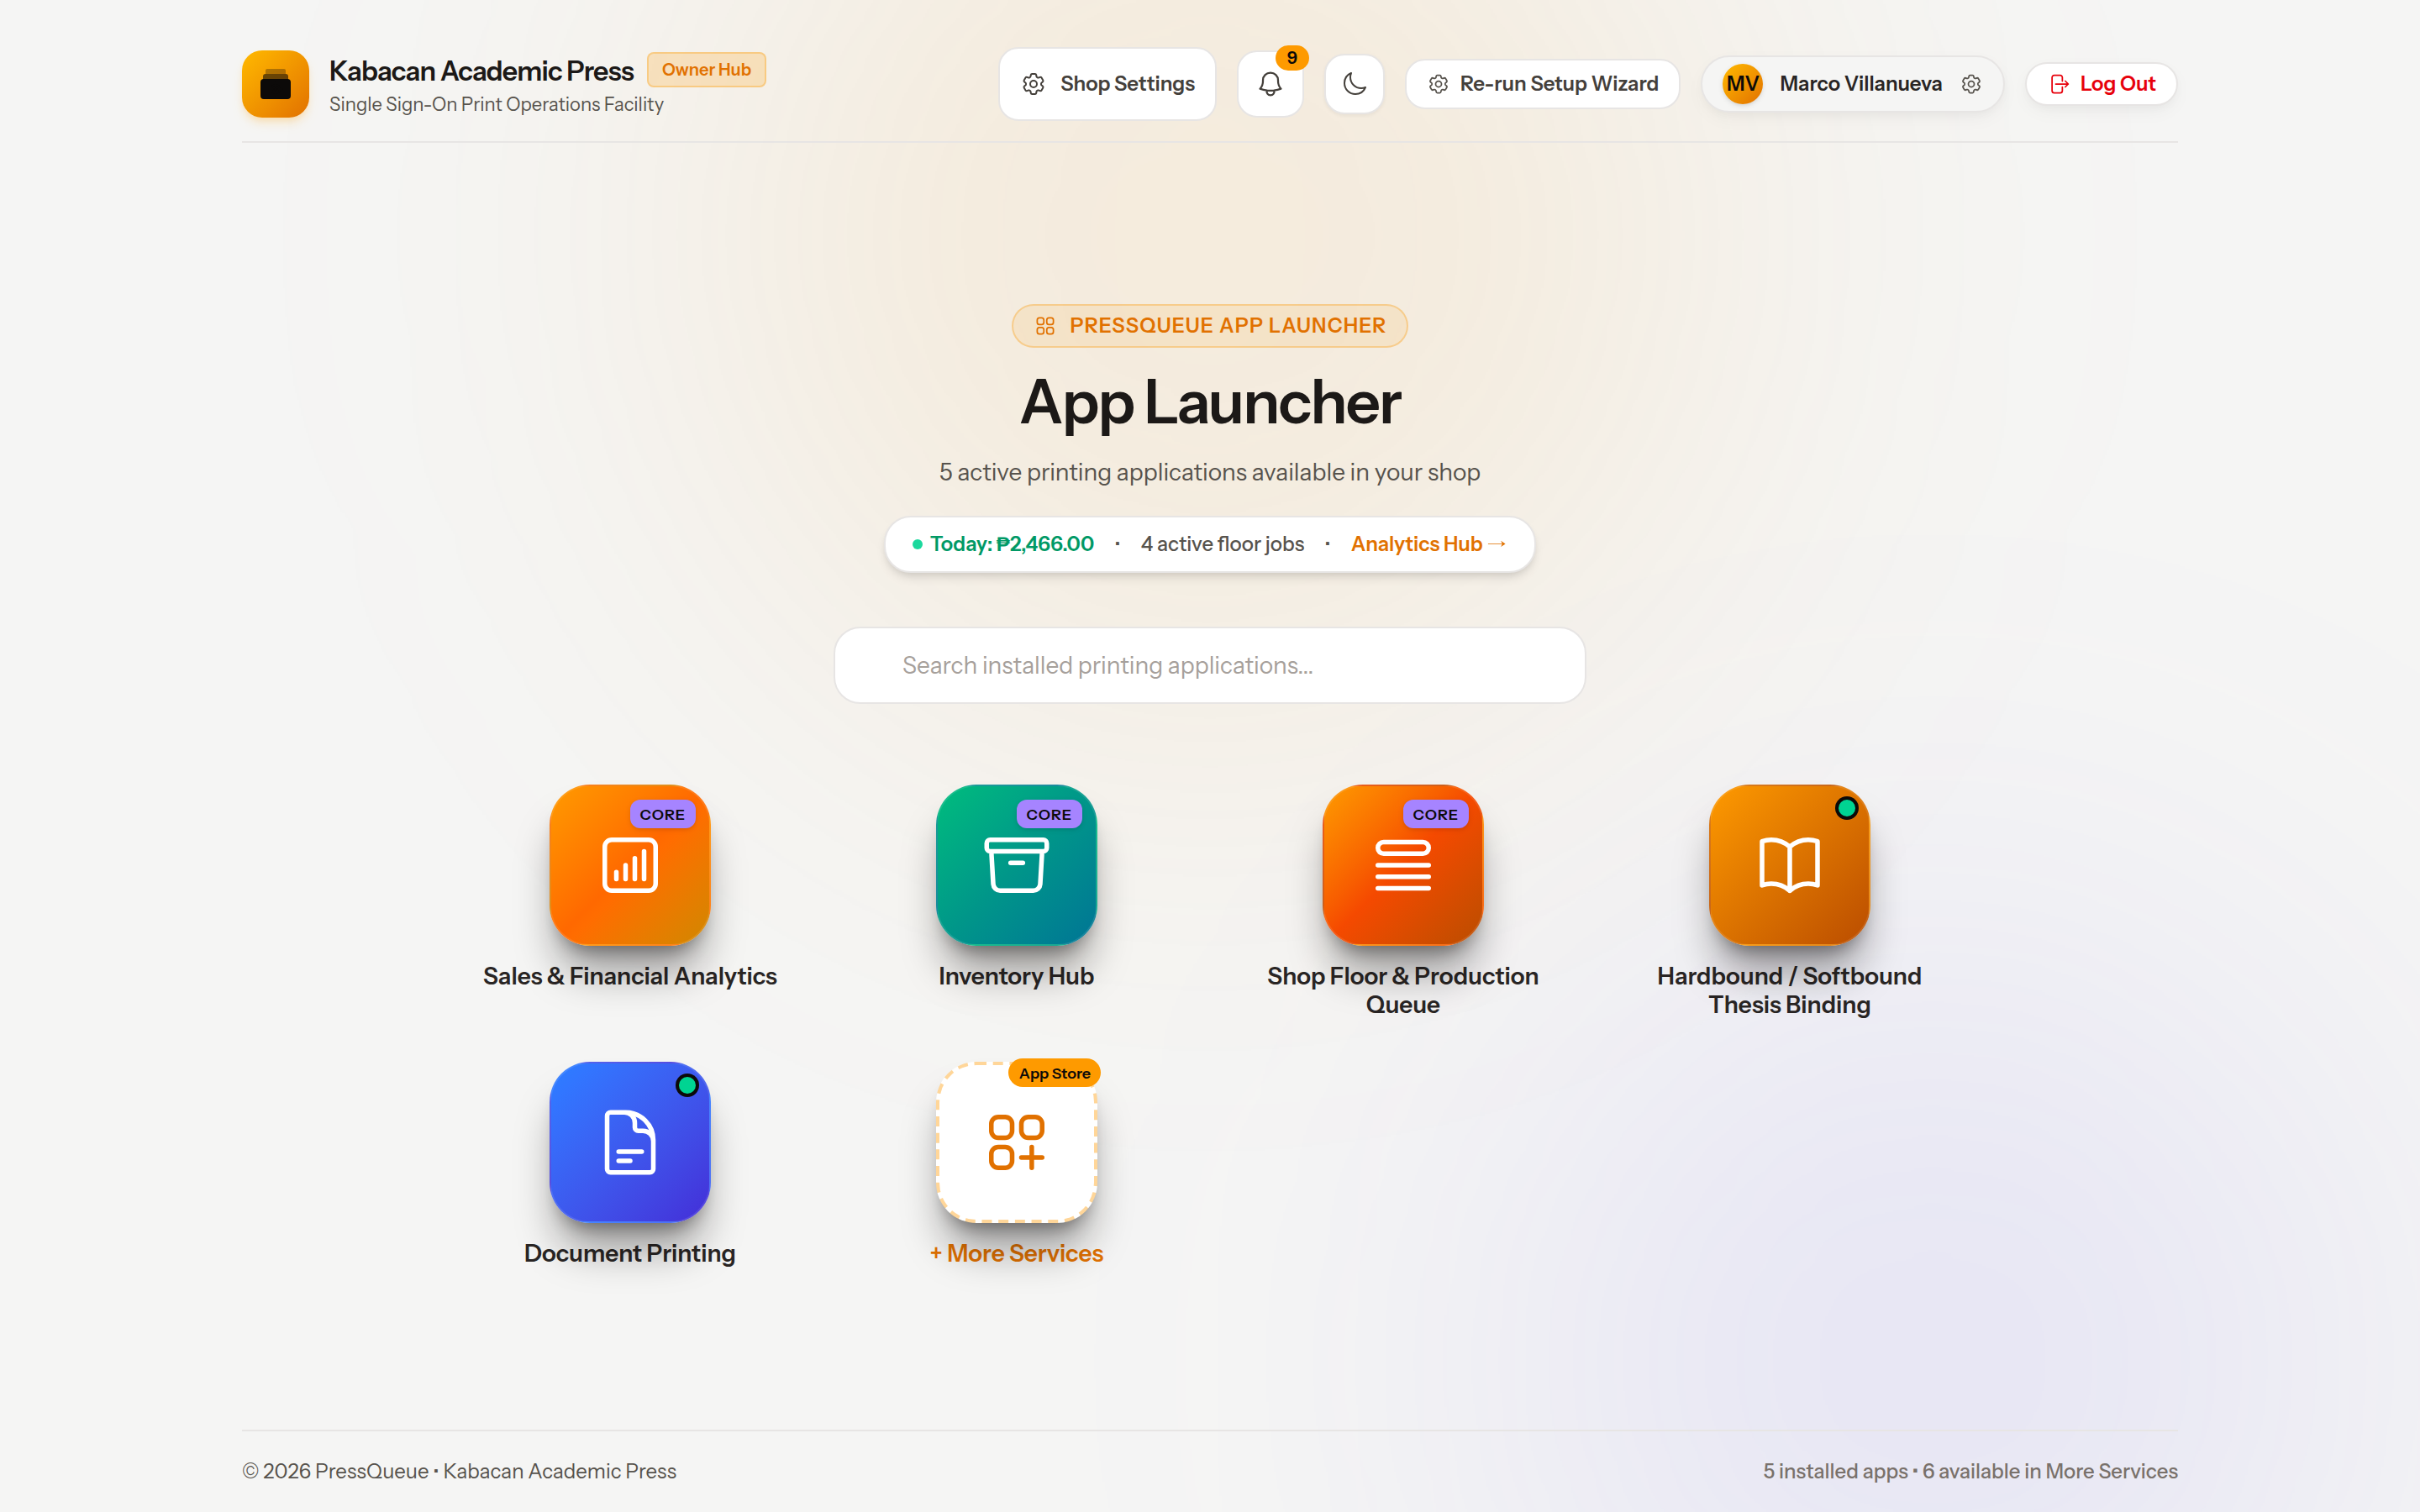 Kabacan Academic Press
Owner Hub
Single Sign-On Print Operations Facility
Shop Settings
9
Re-run Setup Wizard
MV
Marco Villanueva
Log Out
PRESSQUEUE APP LAUNCHER
App Launcher
5 active printing applications available in your shop
Today: ₱2,466.00 · 4 active floor jobs · Analytics Hub →
Search installed printing applications...
CORE
CORE
CORE
Sales & Financial Analytics
Inventory Hub
Shop Floor & Production
Queue
Hardbound / Softbound
Thesis Binding
App Store
Document Printing
+ More Services
© 2026 PressQueue • Kabacan Academic Press
5 installed apps • 6 available in More Services